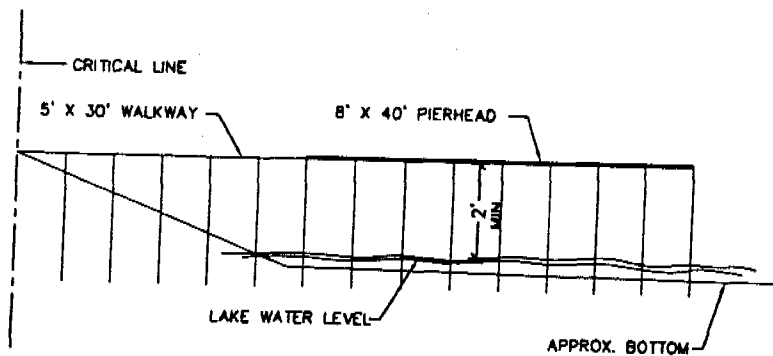 CRITICAL LINE
5' X 30' WALKWAY
8' X 40' PIERHEAD
2'
MIN
LAKE WATER LEVEL
APPROX. BOTTOM